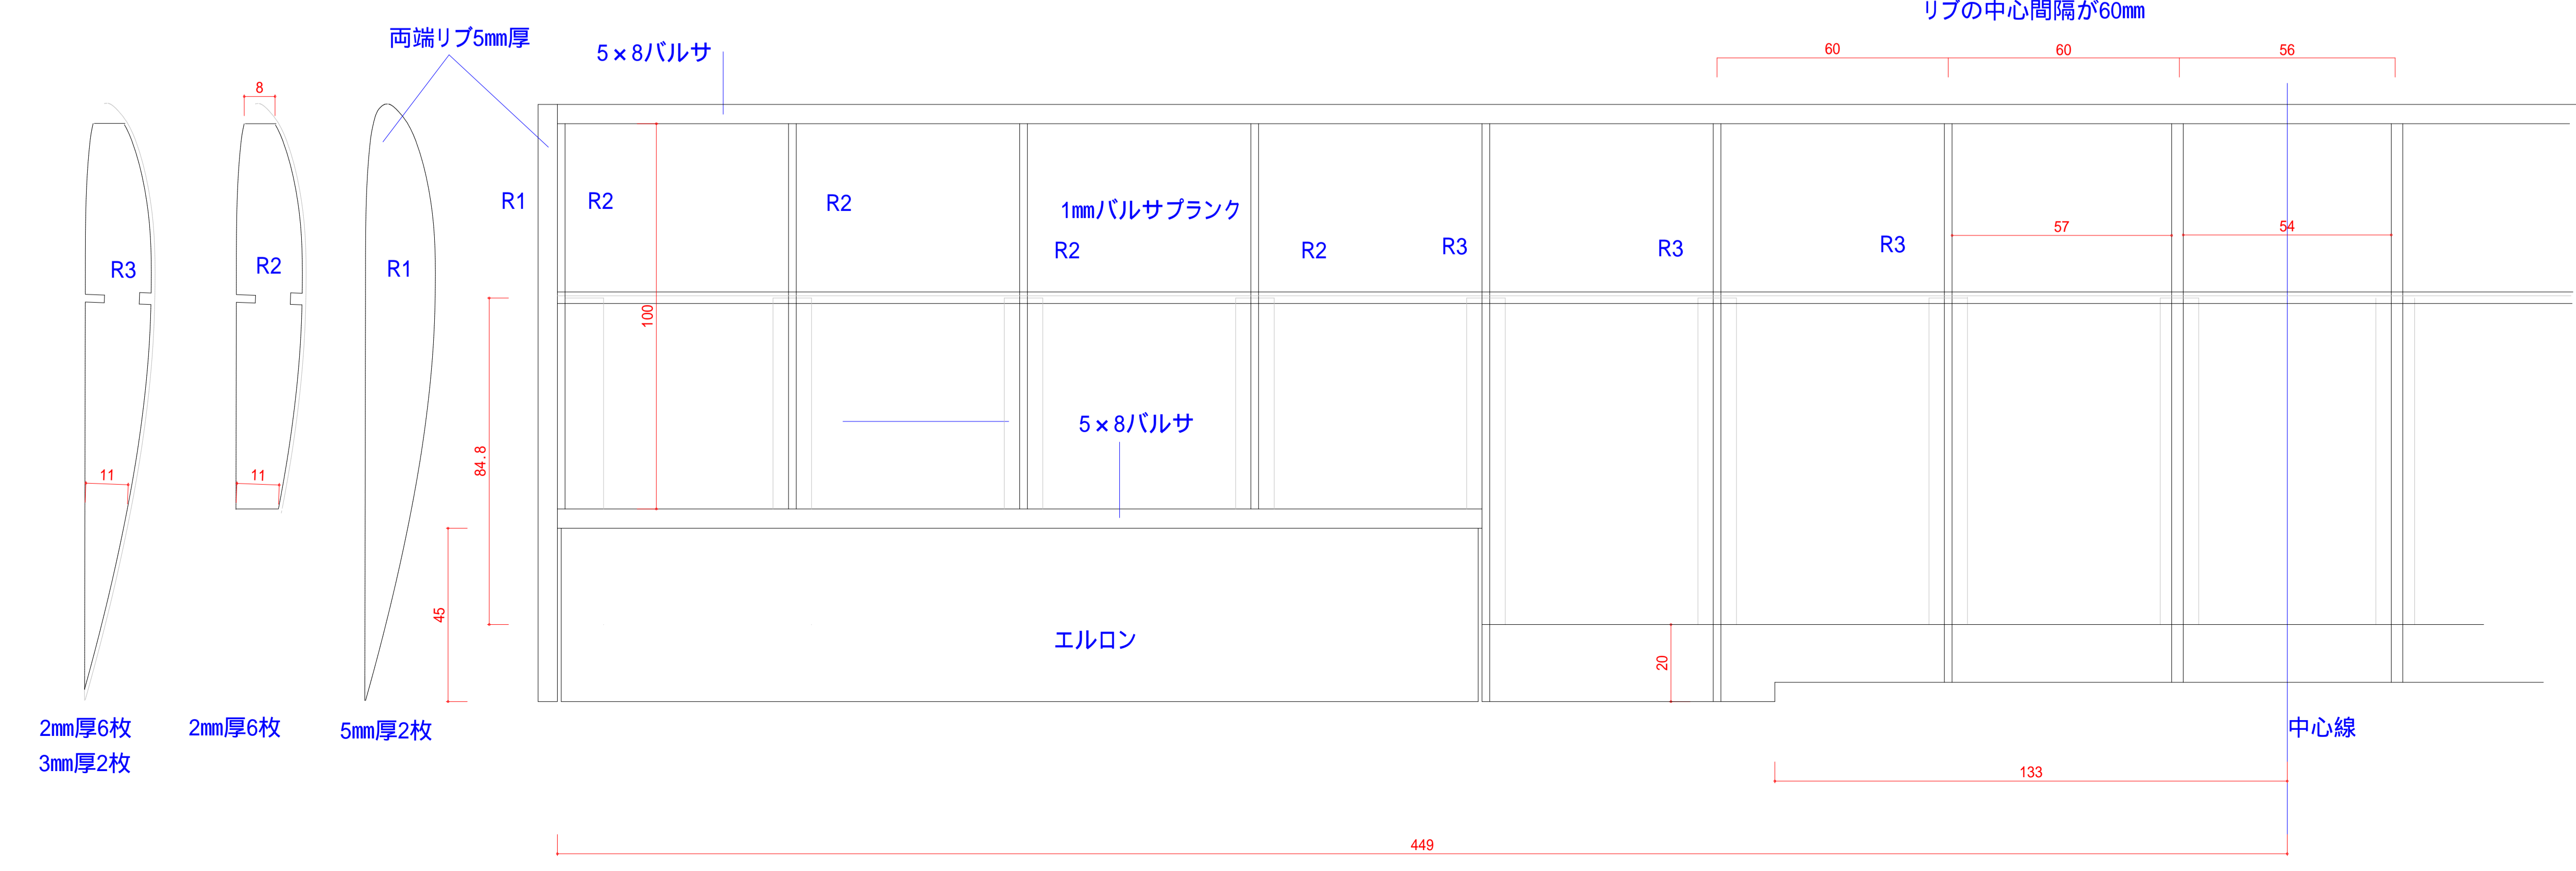 リブの中心間隔が60mm
両端リブ5mm厚
5×8バルサ
60
60
56
8
R1
R2
R2
1mmバルサプランク
R2
R2
R3
R3
R3
57
54
R3
R2
R1
100
84.8
5×8バルサ
11
11
45
エルロン
20
2mm厚6枚
3mm厚2枚
2mm厚6枚
5mm厚2枚
中心線
133
449